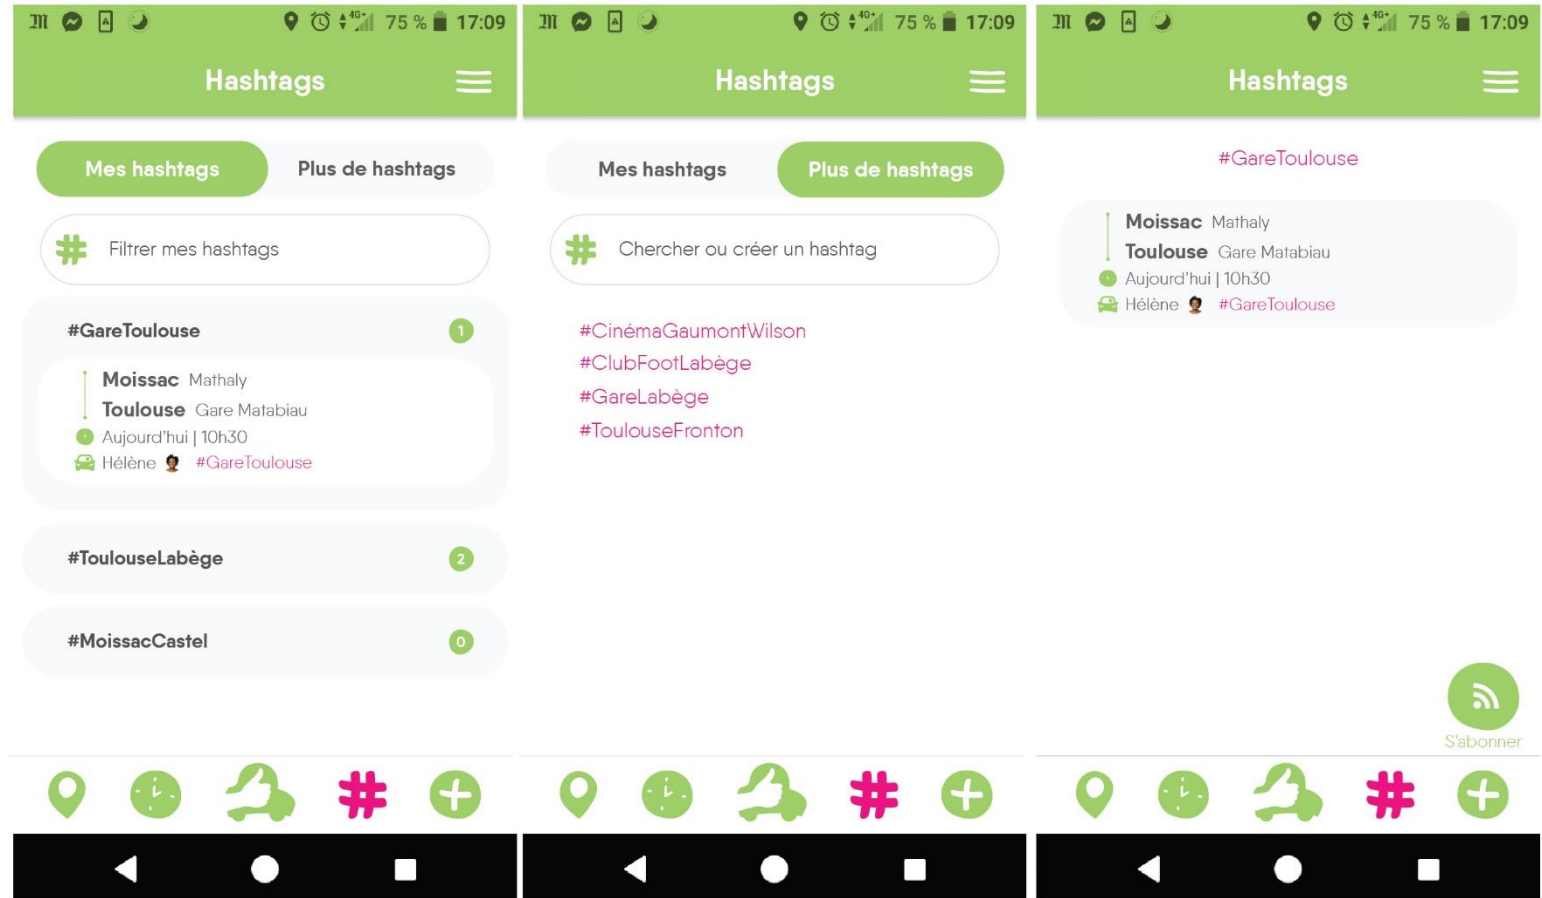 4G+ 75 % 17:09
Hashtags
Mes hashtags Plus de hashtags
Filtrer mes hashtags
#GareToulouse 1
Moissac Mathaly
Toulouse Gare Matabiau
Aujourd'hui | 10h30
Hélène #GareToulouse
#ToulouseLabège 2
#MoissacCastel 0
4G+ 75 % 17:09
Hashtags
Mes hashtags Plus de hashtags
Chercher ou créer un hashtag
#CinémaGaumontWilson
#ClubFootLabège
#GareLabège
#ToulouseFronton
4G+ 75 % 17:09
Hashtags
#GareToulouse
Moissac Mathaly
Toulouse Gare Matabiau
Aujourd'hui | 10h30
Hélène #GareToulouse
S'abonner